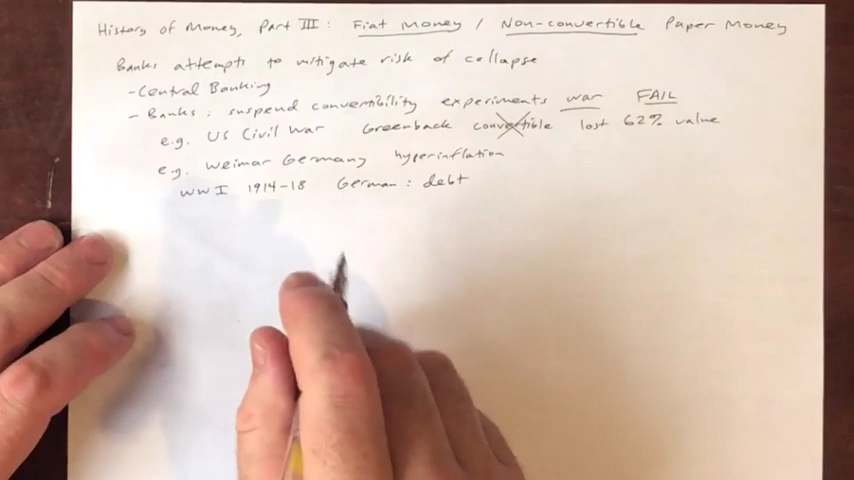 History of Money, Part III: Fiat Money / Non-convertible Paper Money
Banks attempts to mitigate risk of collapse
- Central Banking
- Banks: suspend convertibility experiments war FAIL
e.g. US Civil War Greenback convertible lost 62% value
e.g. Weimar Germany hyperinflation
WWI 1914-18 German: debt